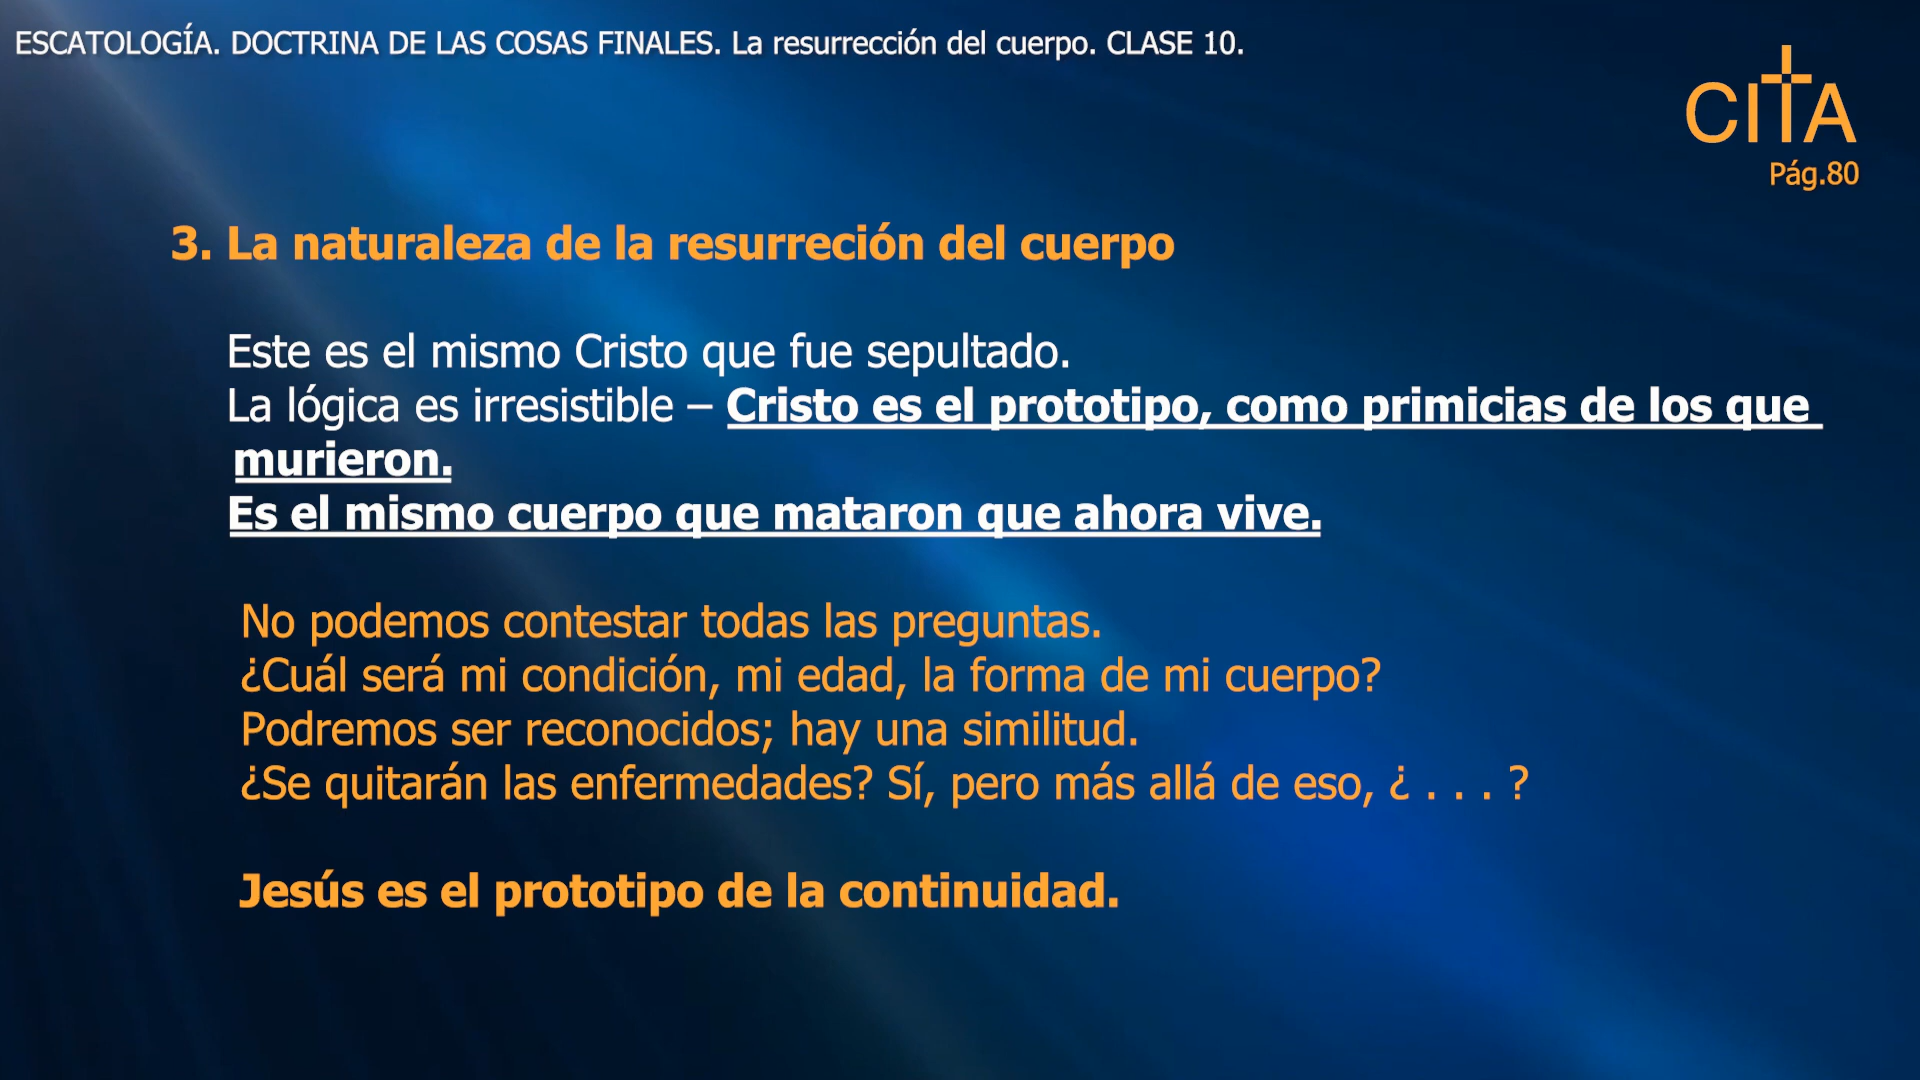 ESCATOLOGÍA. DOCTRINA DE LAS COSAS FINALES. La resurrección del cuerpo. CLASE 10.
CITA
Pág.80
3. La naturaleza de la resurreción del cuerpo
Este es el mismo Cristo que fue sepultado.
La lógica es irresistible – Cristo es el prototipo, como primicias de los que
murieron.
Es el mismo cuerpo que mataron que ahora vive.
No podemos contestar todas las preguntas.
¿Cuál será mi condición, mi edad, la forma de mi cuerpo?
Podremos ser reconocidos; hay una similitud.
¿Se quitarán las enfermedades? Sí, pero más allá de eso, ¿ . . . ?
Jesús es el prototipo de la continuidad.